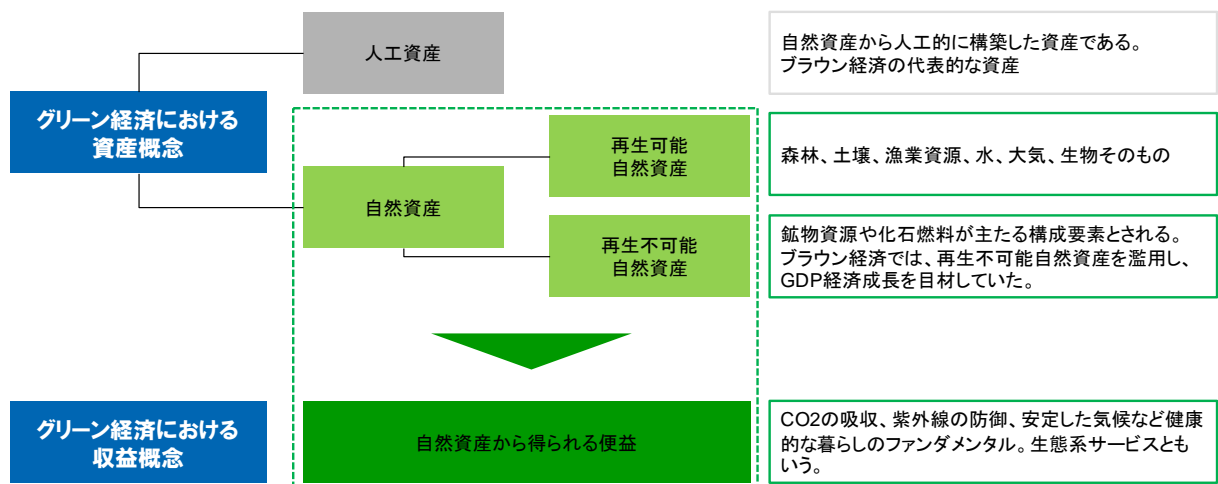 人工資産
自然資産から人工的に構築した資産である。
ブラウン経済の代表的な資産
グリーン経済における
資産概念
再生可能
自然資産
森林、土壌、漁業資源、水、大気、生物そのもの
自然資産
再生不可能
自然資産
鉱物資源や化石燃料が主たる構成要素とされる。
ブラウン経済では、再生不可能自然資産を濫用し、
GDP経済成長を目材していた。
グリーン経済における
収益概念
自然資産から得られる便益
CO2の吸収、紫外線の防御、安定した気候など健康
的な暮らしのファンダメンタル。生態系サービスとも
いう。